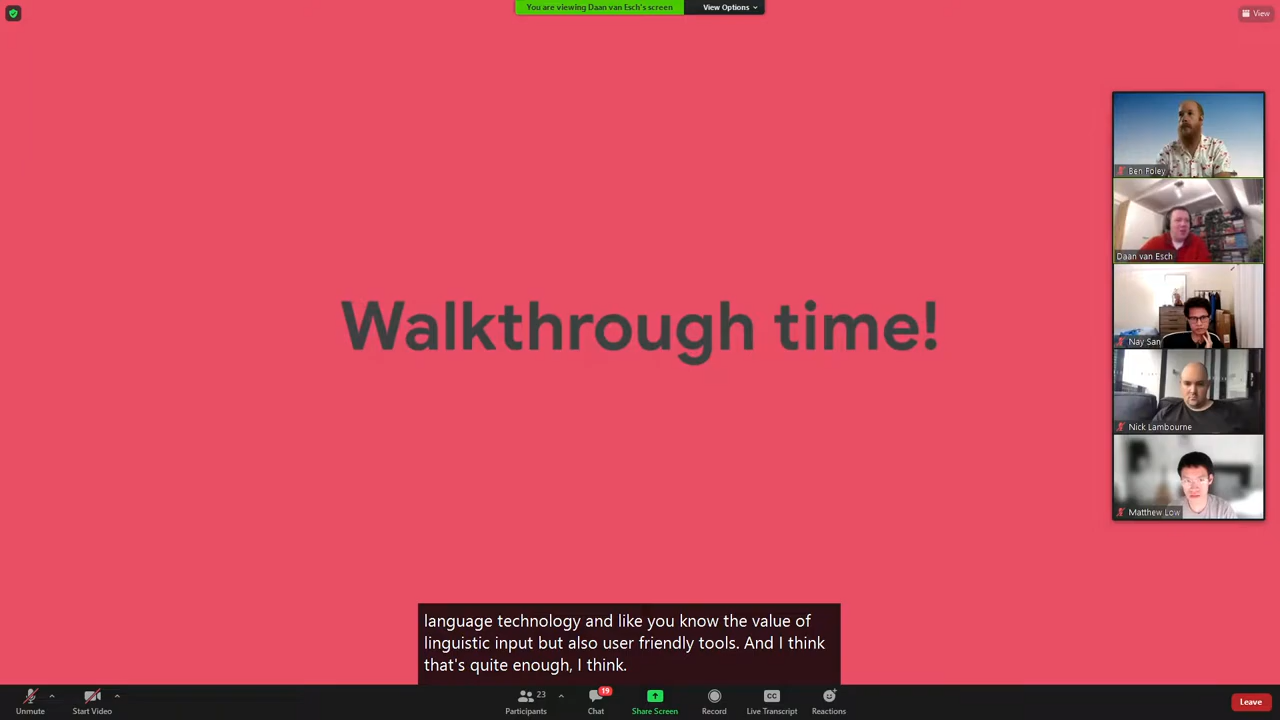 You are viewing Daan van Esch's screen
View Options
View
Walkthrough time!
Ben Foley
Daan van Esch
Nay San
Nick Lambourne
Matthew Low
language technology and like you know the value of
linguistic input but also user friendly tools. And I think
that's quite enough, I think.
Unmute
Start Video
23
Participants
19
Chat
Share Screen
Record
CC
Live Transcript
Reactions
Leave